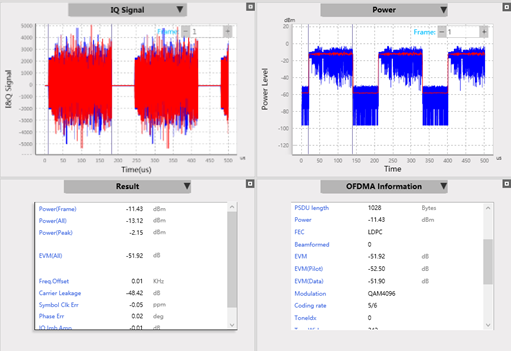 IQ Signal
Frame: 1
I&Q Signal
5000
4000
3000
2000
1000
0
-1000
-2000
-3000
-4000
-5000
0 50 100 150 200 250 300 350 400 450 500
us
Time(us)
Power
dBm
Frame: 1
Power Level
20
0
-20
-40
-60
-80
-100
-120
0 50 100 150 200 250 300 350 400 450 500
us
Time
Result
Power(Frame) -11.43 dBm
Power(All) -13.12 dBm
Power(Peak) -2.15 dBm
EVM(All) -51.92 dB
Freq.Offset 0.01 KHz
Carrier Leakage -48.42 dB
Symbol Clk Err -0.05 ppm
Phase Err 0.02 deg
IQ Imb Amp -0.01 dB
OFDMA Information
PSDU length 1028 Bytes
Power -11.43 dBm
FEC LDPC
Beamformed 0
EVM -51.92 dB
EVM(Pilot) -52.50 dB
EVM(Data) -51.90 dB
Modulation QAM4096
Coding rate 5/6
ToneIdx 0